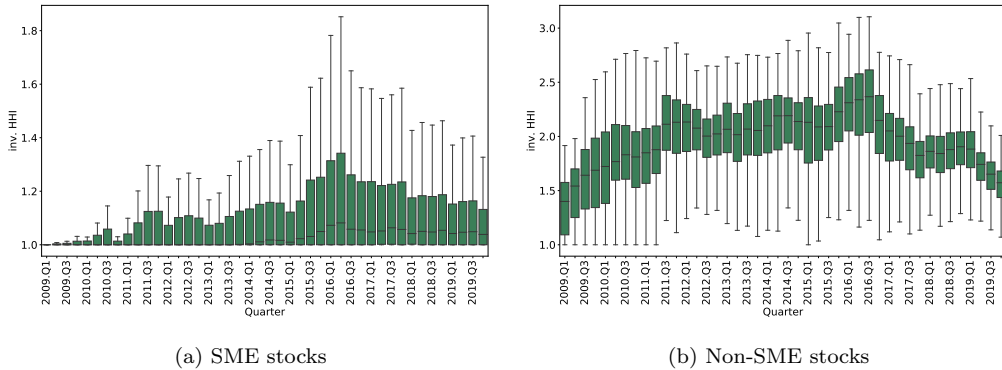 1.8
1.6
1.4
1.2
1.0
inv. HHI
2009.Q1
2009.Q3
2010.Q1
2010.Q3
2011.Q1
2011.Q3
2012.Q1
2012.Q3
2013.Q1
2013.Q3
2014.Q1
2014.Q3
2015.Q1
2015.Q3
2016.Q1
2016.Q3
2017.Q1
2017.Q3
2018.Q1
2018.Q3
2019.Q1
2019.Q3
Quarter
(a) SME stocks
3.0
2.5
2.0
1.5
1.0
inv. HHI
2009.Q1
2009.Q3
2010.Q1
2010.Q3
2011.Q1
2011.Q3
2012.Q1
2012.Q3
2013.Q1
2013.Q3
2014.Q1
2014.Q3
2015.Q1
2015.Q3
2016.Q1
2016.Q3
2017.Q1
2017.Q3
2018.Q1
2018.Q3
2019.Q1
2019.Q3
Quarter
(b) Non-SME stocks